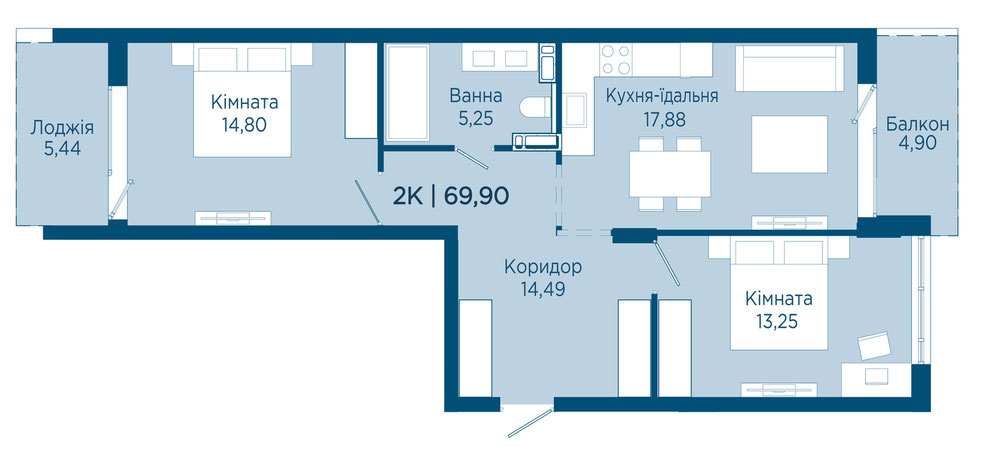 Лоджія
5,44
Кімната
14,80
Ванна
5,25
Кухня-їдальня
17,88
Балкон
4,90
2К | 69,90
Коридор
14,49
Кімната
13,25